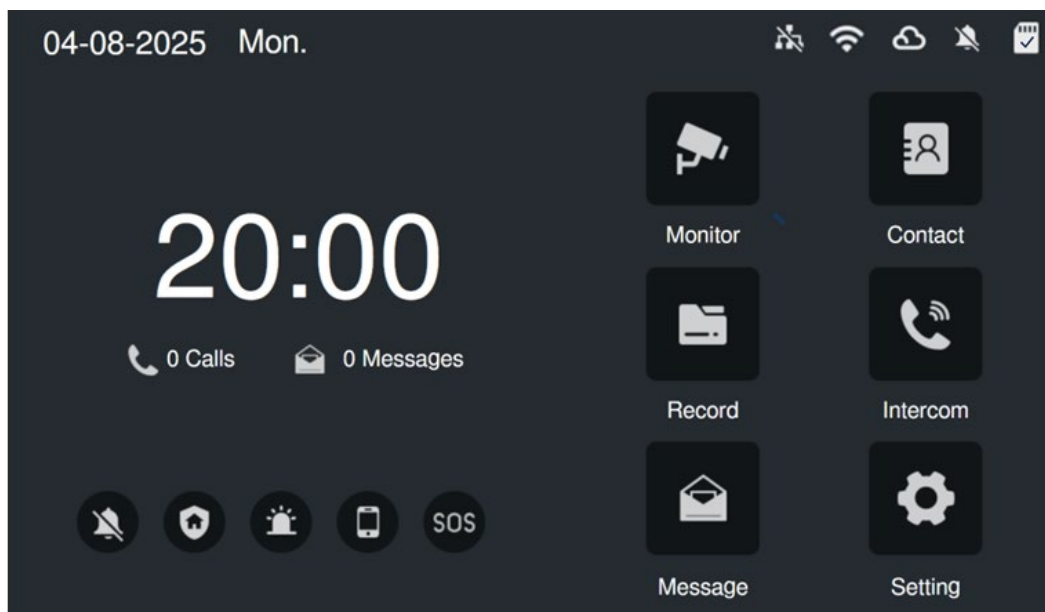 04-08-2025 Mon.
20:00
0 Calls 0 Messages
SOS
Monitor Contact
Record Intercom
Message Setting